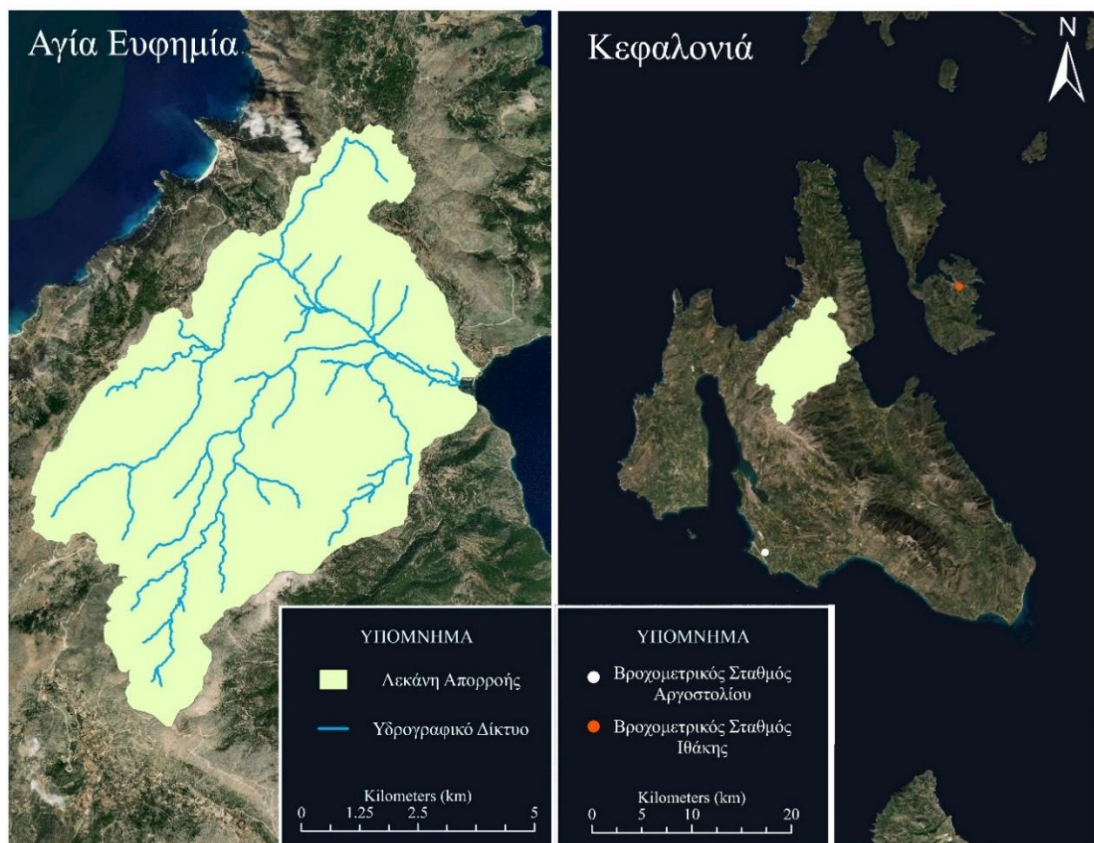 Αγία Ευφημία
Κεφαλονιά
N
ΥΠΟΜΝΗΜΑ
Λεκάνη Απορροής
Υδρογραφικό Δίκτυο
Kilometers (km)
0 1.25 2.5 5
ΥΠΟΜΝΗΜΑ
Βροχομετρικός Σταθμός
Αργοστολίου
Βροχομετρικός Σταθμός
Ιθάκης
Kilometers (km)
0 5 10 20